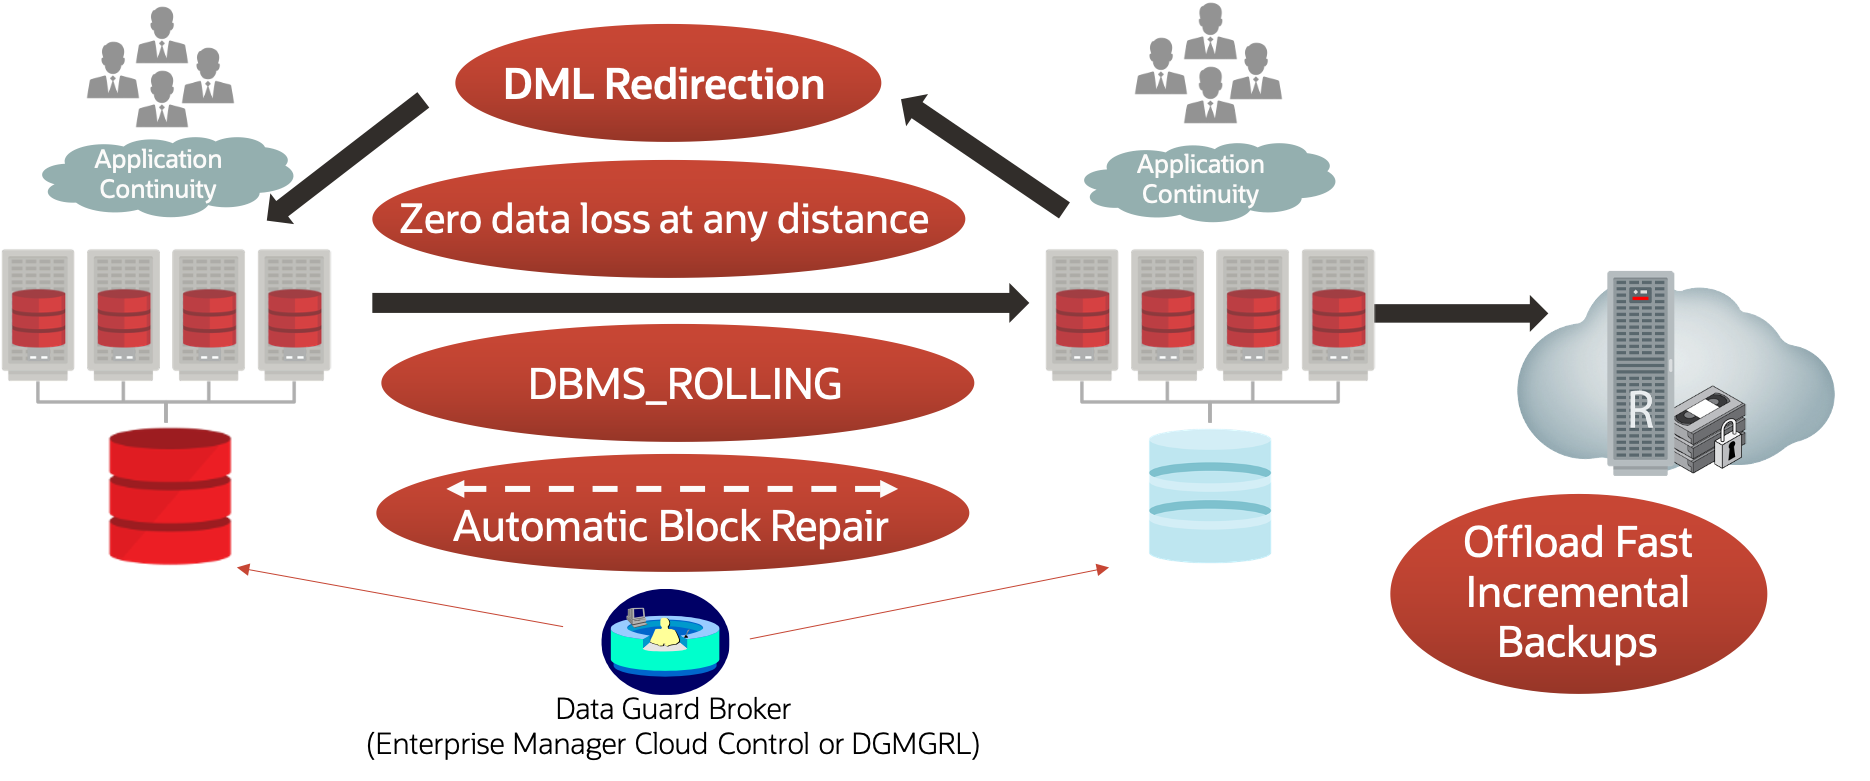 DML Redirection
Application
Continuity
Application
Continuity
Zero data loss at any distance
DBMS_ROLLING
R
Automatic Block Repair
Offload Fast
Incremental
Backups
Data Guard Broker
(Enterprise Manager Cloud Control or DGMGRL)